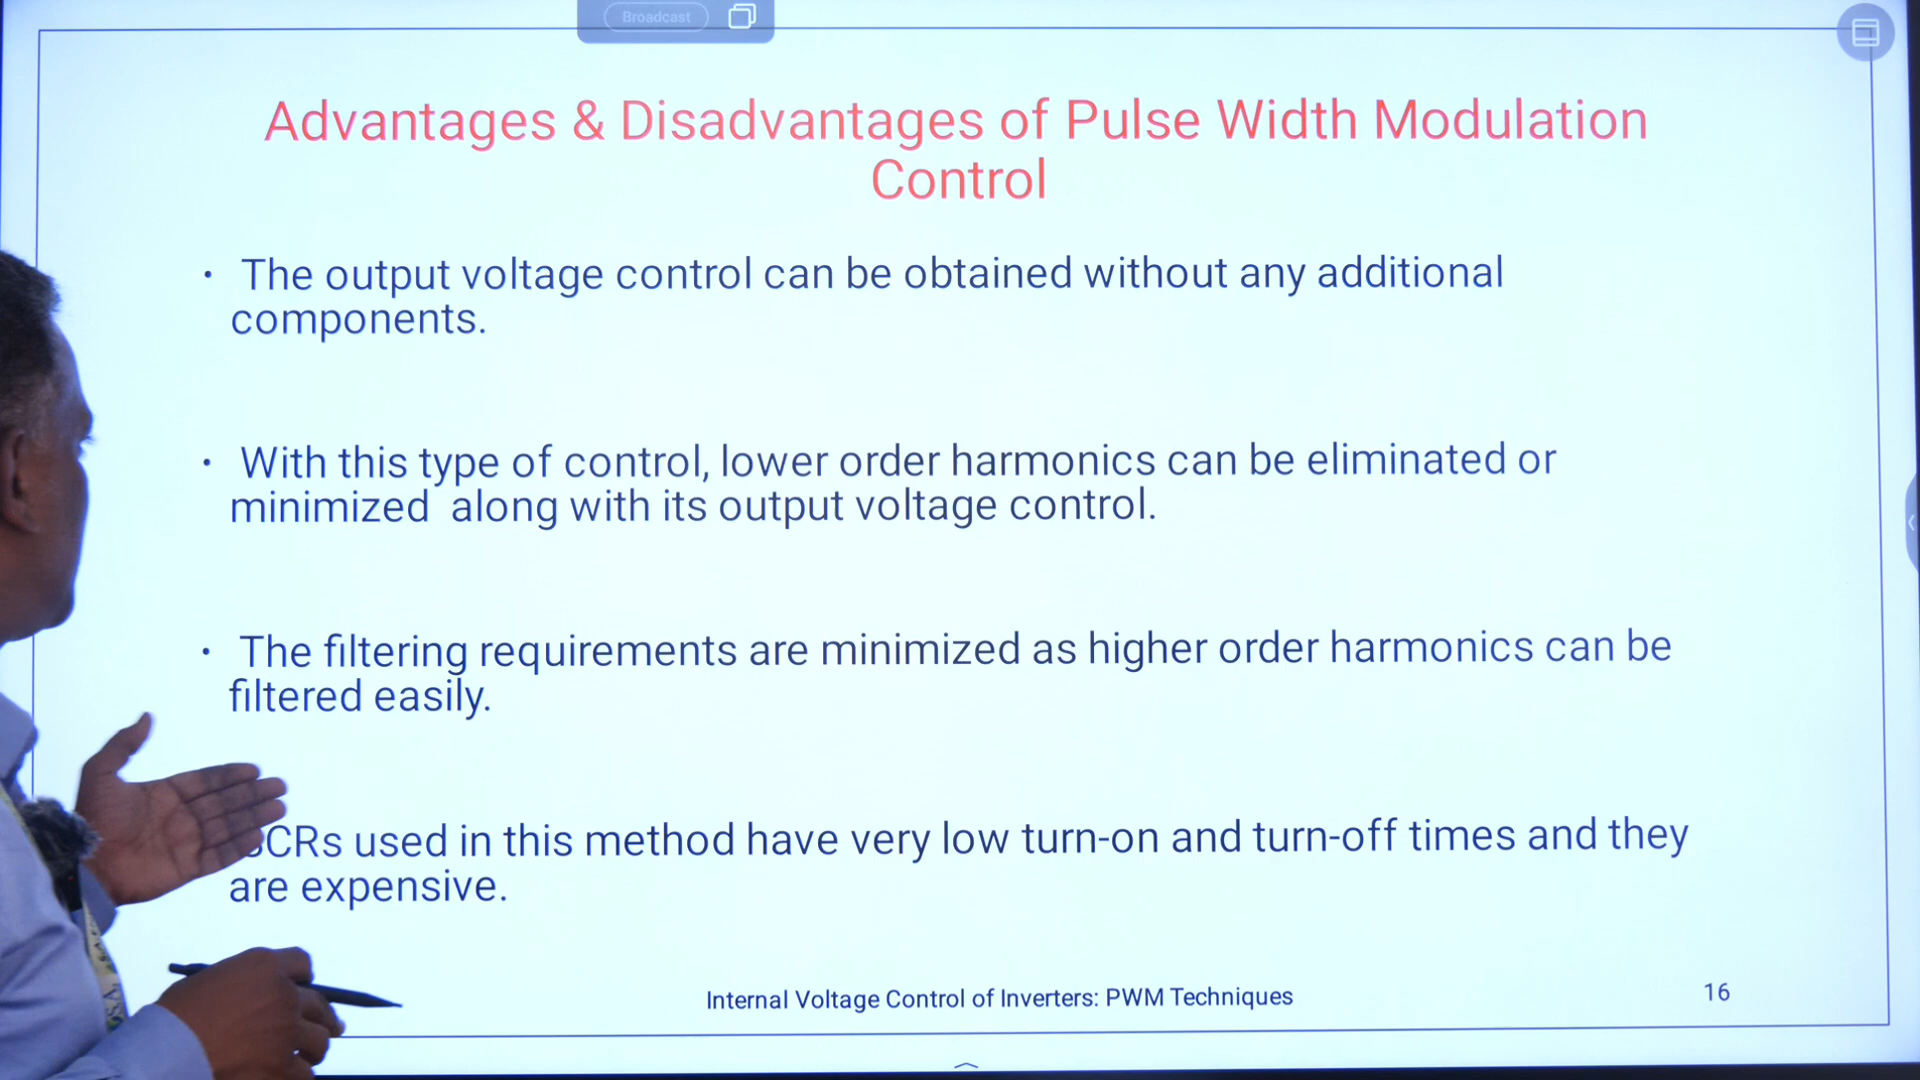 Broadcast
Advantages & Disadvantages of Pulse Width Modulation
Control
• The output voltage control can be obtained without any additional
components.
• With this type of control, lower order harmonics can be eliminated or
minimized along with its output voltage control.
• The filtering requirements are minimized as higher order harmonics can be
filtered easily.
SCRs used in this method have very low turn-on and turn-off times and they
are expensive.
Internal Voltage Control of Inverters: PWM Techniques
16